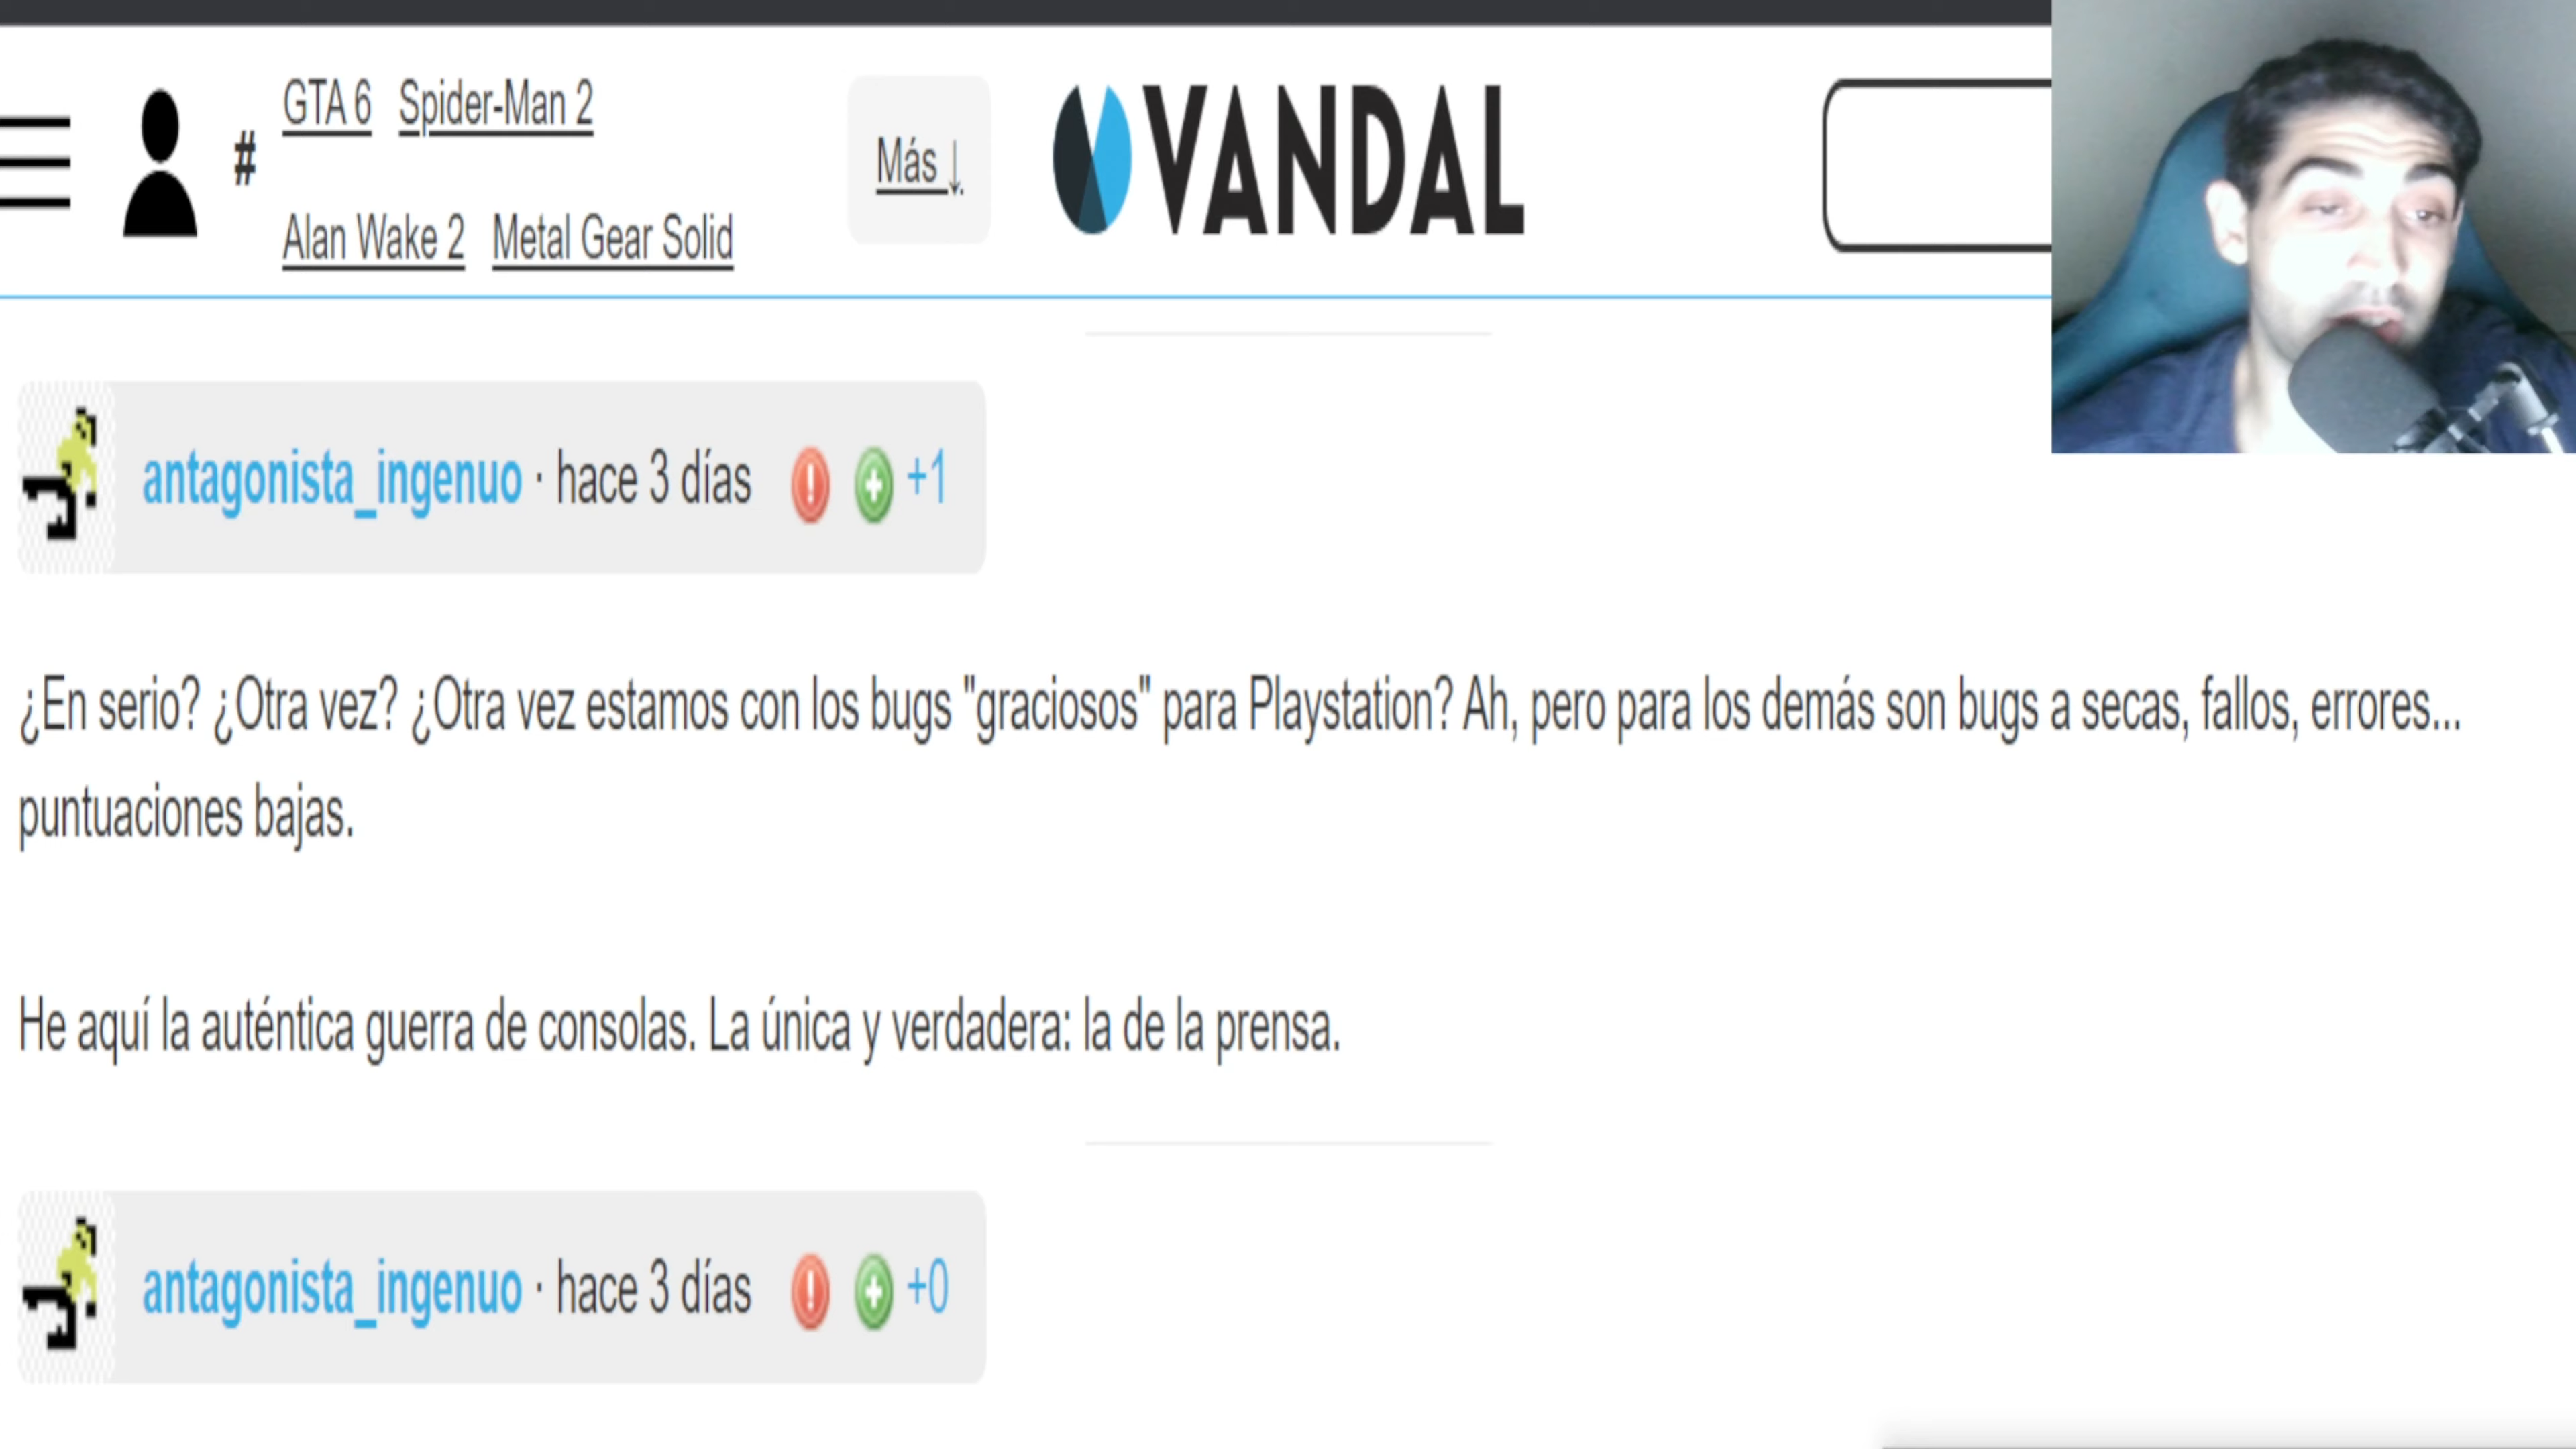 GTA 6 Spider-Man 2
# Más ↓
Alan Wake 2 Metal Gear Solid
VANDAL
antagonista_ingenuo · hace 3 días ! + +1
¿En serio? ¿Otra vez? ¿Otra vez estamos con los bugs "graciosos" para Playstation? Ah, pero para los demás son bugs a secas, fallos, errores...
puntuaciones bajas.
He aquí la auténtica guerra de consolas. La única y verdadera: la de la prensa.
antagonista_ingenuo · hace 3 días ! + +0